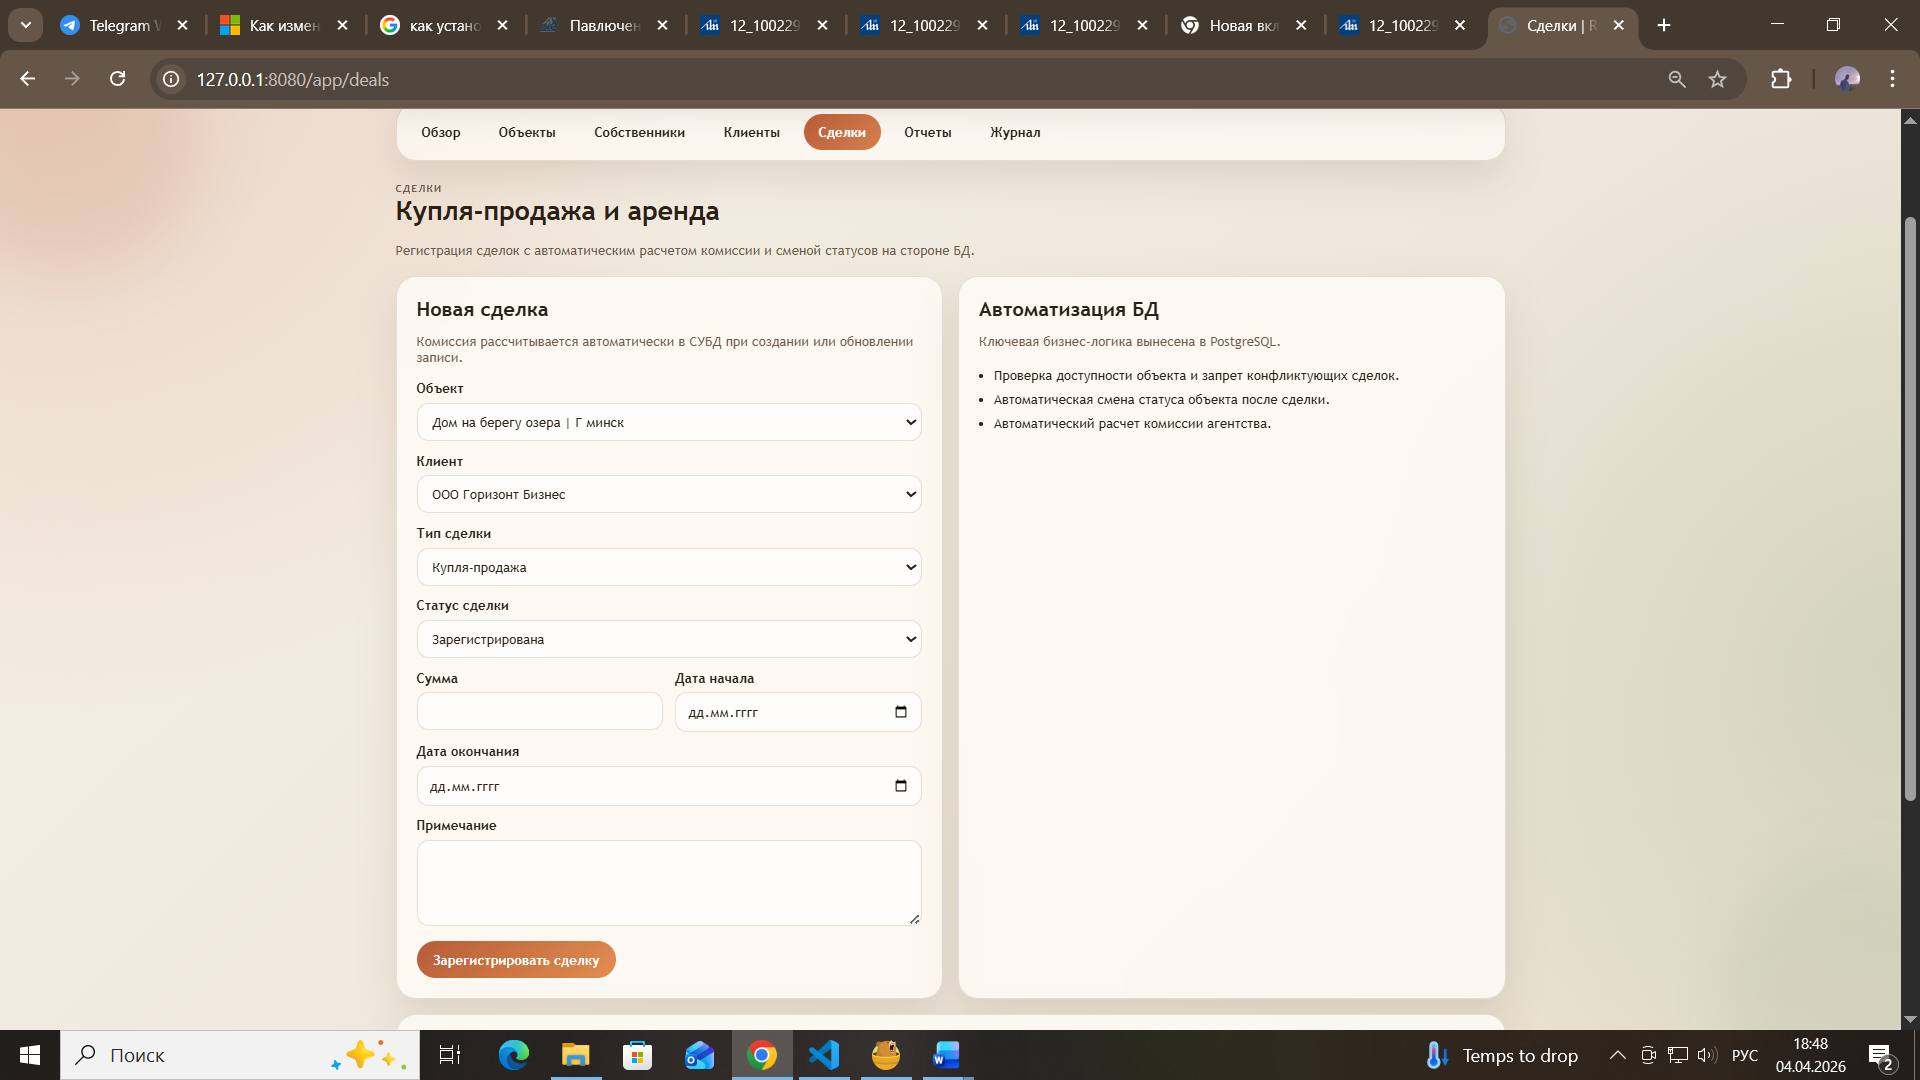 Telegram W
Как измен
как устано
Павлючен
12_100229
12_100229
12_100229
Новая вкл
12_100229
Сделки | R
127.0.0.1:8080/app/deals
Обзор
Объекты
Собственники
Клиенты
Сделки
Отчеты
Журнал
СДЕЛКИ
Купля-продажа и аренда
Регистрация сделок с автоматическим расчетом комиссии и сменой статусов на стороне БД.
Новая сделка
Комиссия рассчитывается автоматически в СУБД при создании или обновлении
записи.
Объект
Дом на берегу озера | Г минск
Клиент
ООО Горизонт Бизнес
Тип сделки
Купля-продажа
Статус сделки
Зарегистрирована
Сумма
Дата начала
дд.мм.гггг
Дата окончания
дд.мм.гггг
Примечание
Зарегистрировать сделку
Автоматизация БД
Ключевая бизнес-логика вынесена в PostgreSQL.
• Проверка доступности объекта и запрет конфликтующих сделок.
• Автоматическая смена статуса объекта после сделки.
• Автоматический расчет комиссии агентства.
Поиск
Temps to drop
РУС
18:48
04.04.2026
2